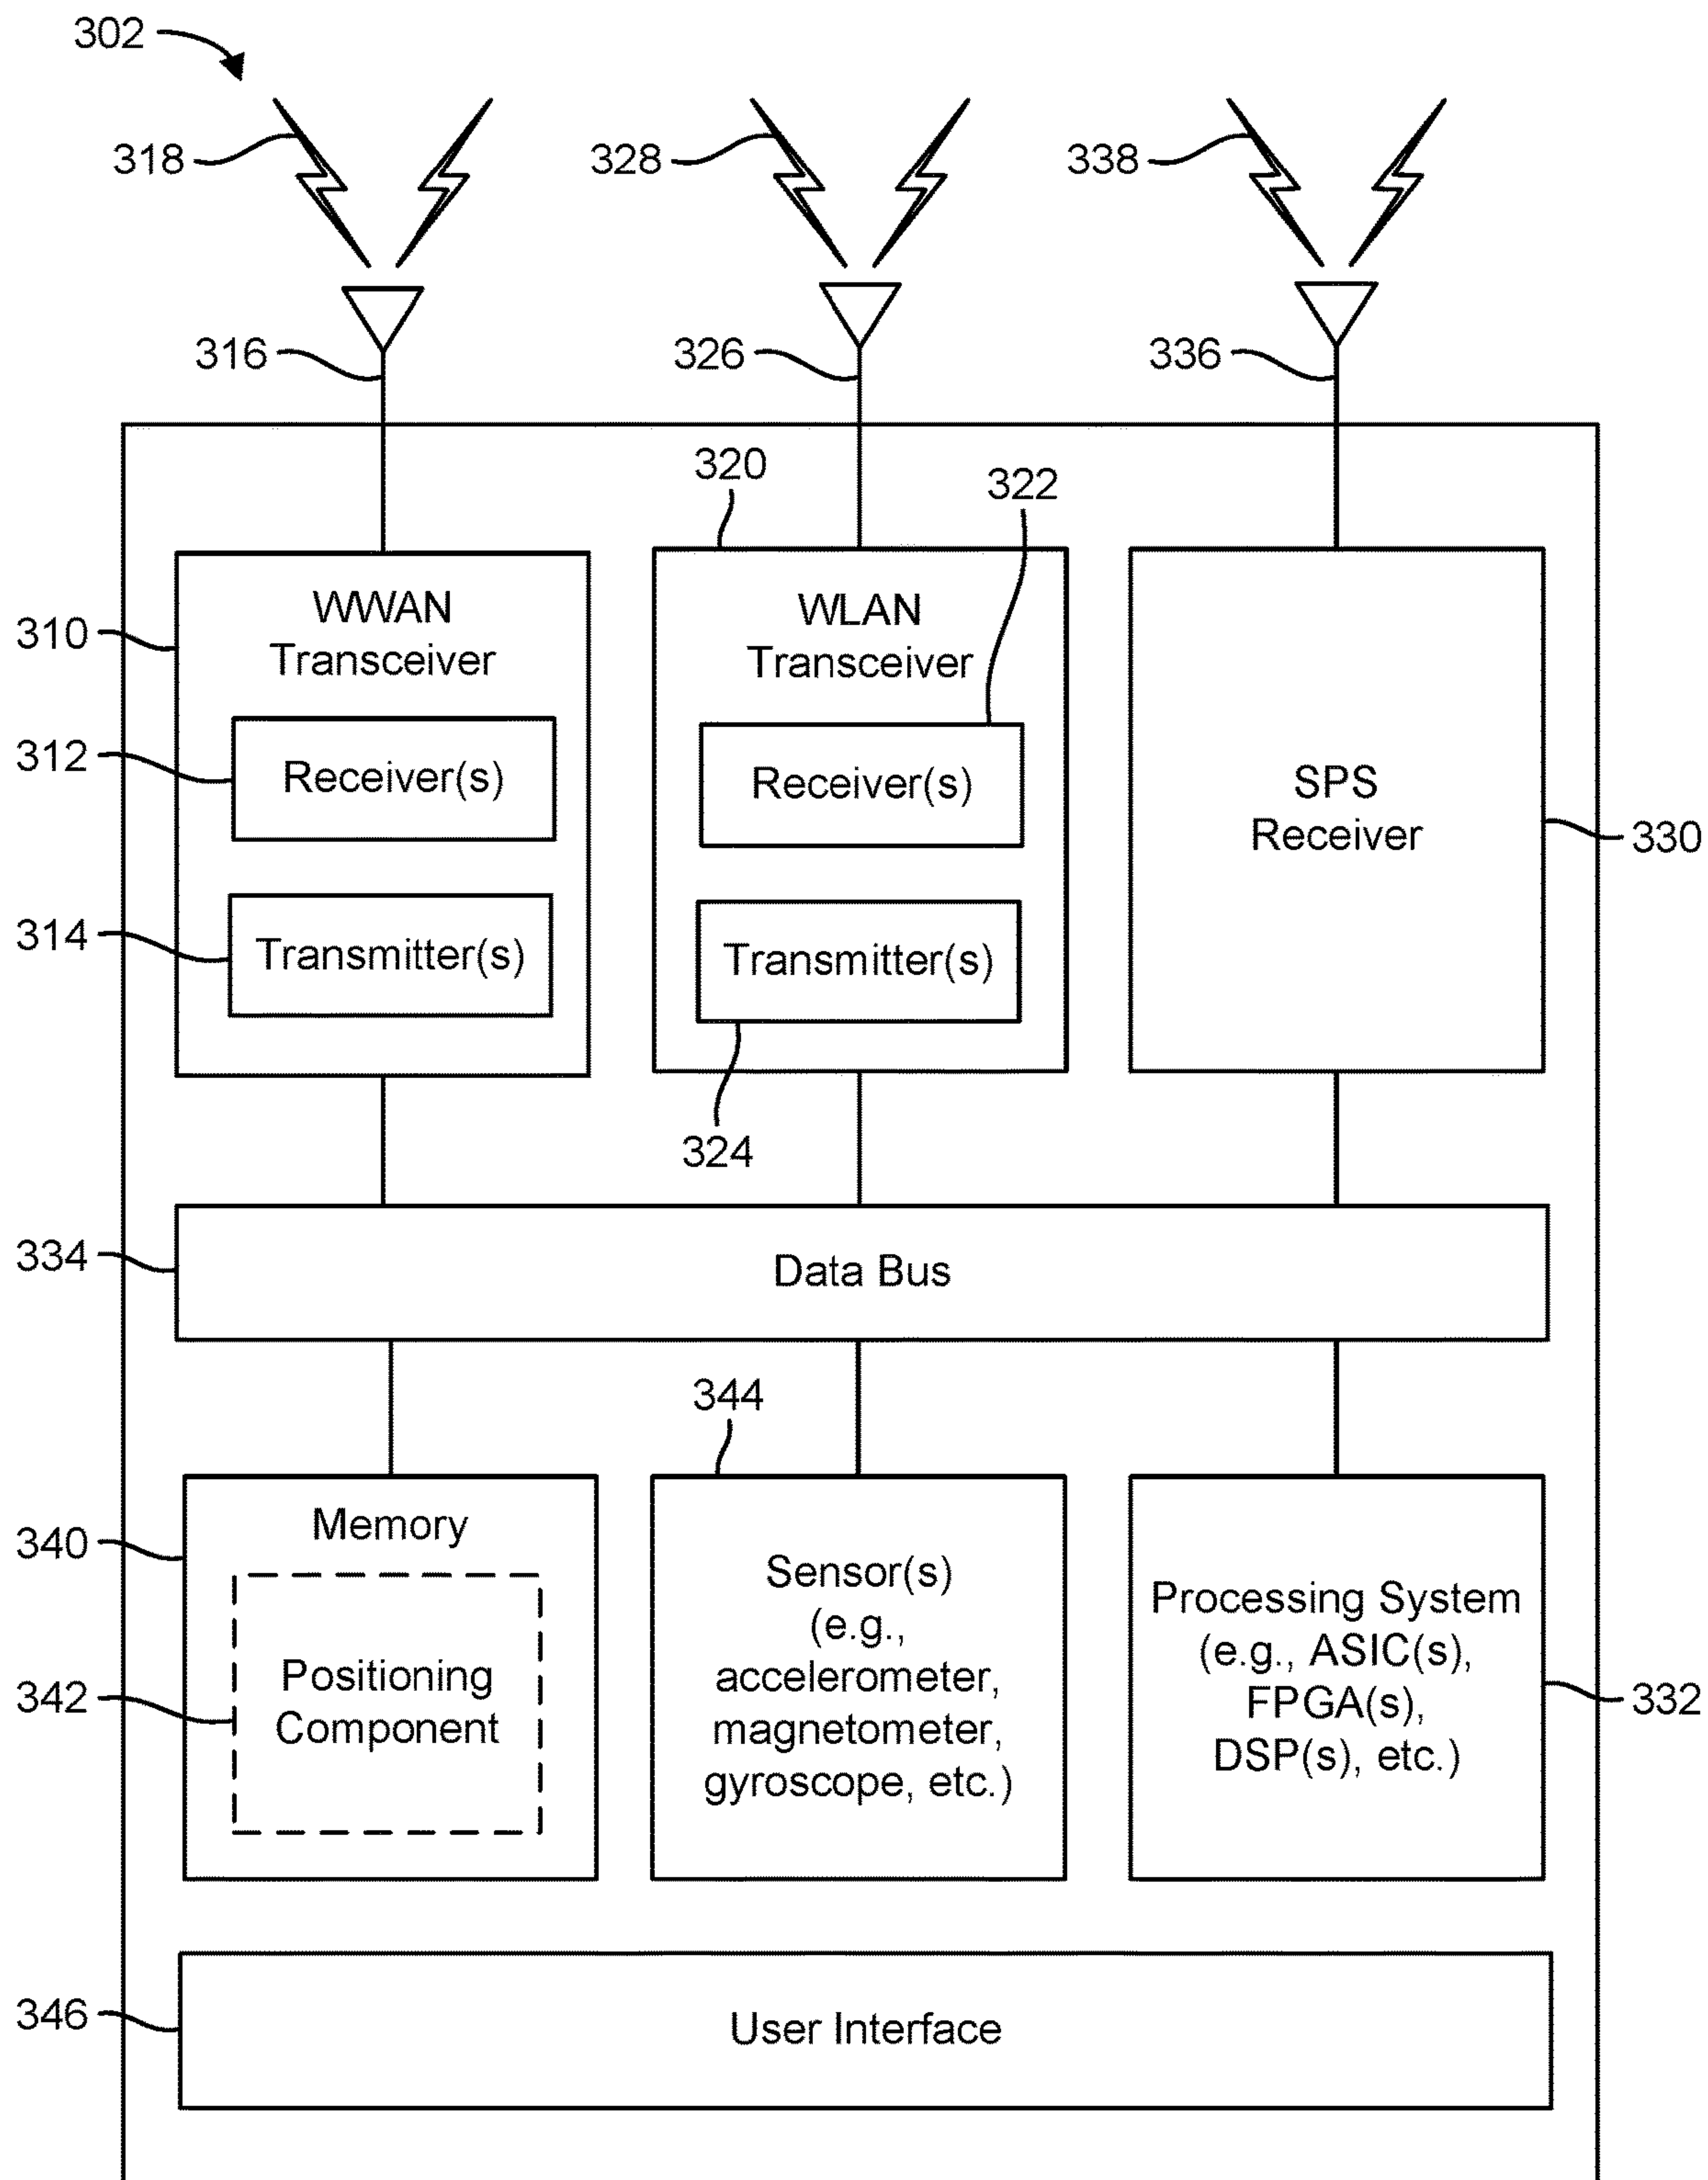 302
318
328
338
316
326
336
320
322
WWAN
Transceiver
WLAN
Transceiver
310
312
Receiver(s)
Receiver(s)
SPS
Receiver
330
314
Transmitter(s)
Transmitter(s)
324
334
Data Bus
344
340
Memory
342
Positioning
Component
Sensor(s)
(e.g.,
accelerometer,
magnetometer,
gyroscope, etc.)
Processing System
(e.g., ASIC(s),
FPGA(s),
DSP(s), etc.)
332
346
User Interface